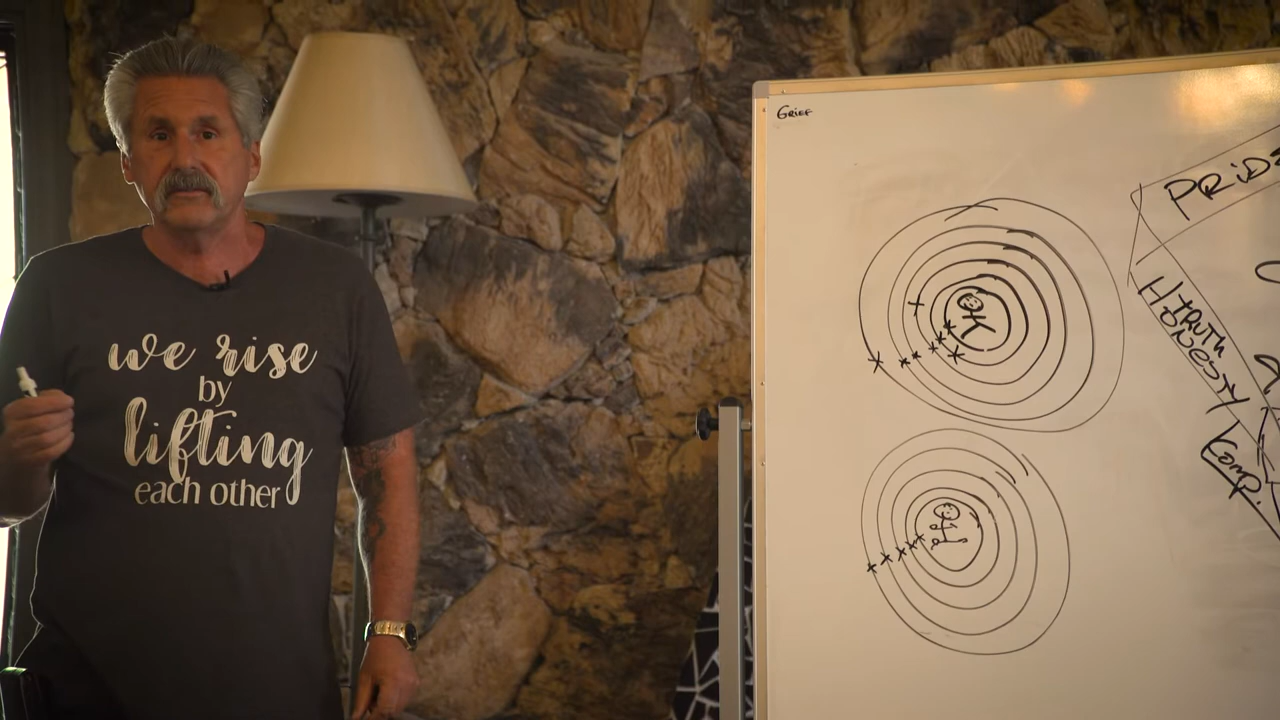 we rise
by
lifting
each other
Grief
PRiD
TRUTH
HONESTY
Comp.